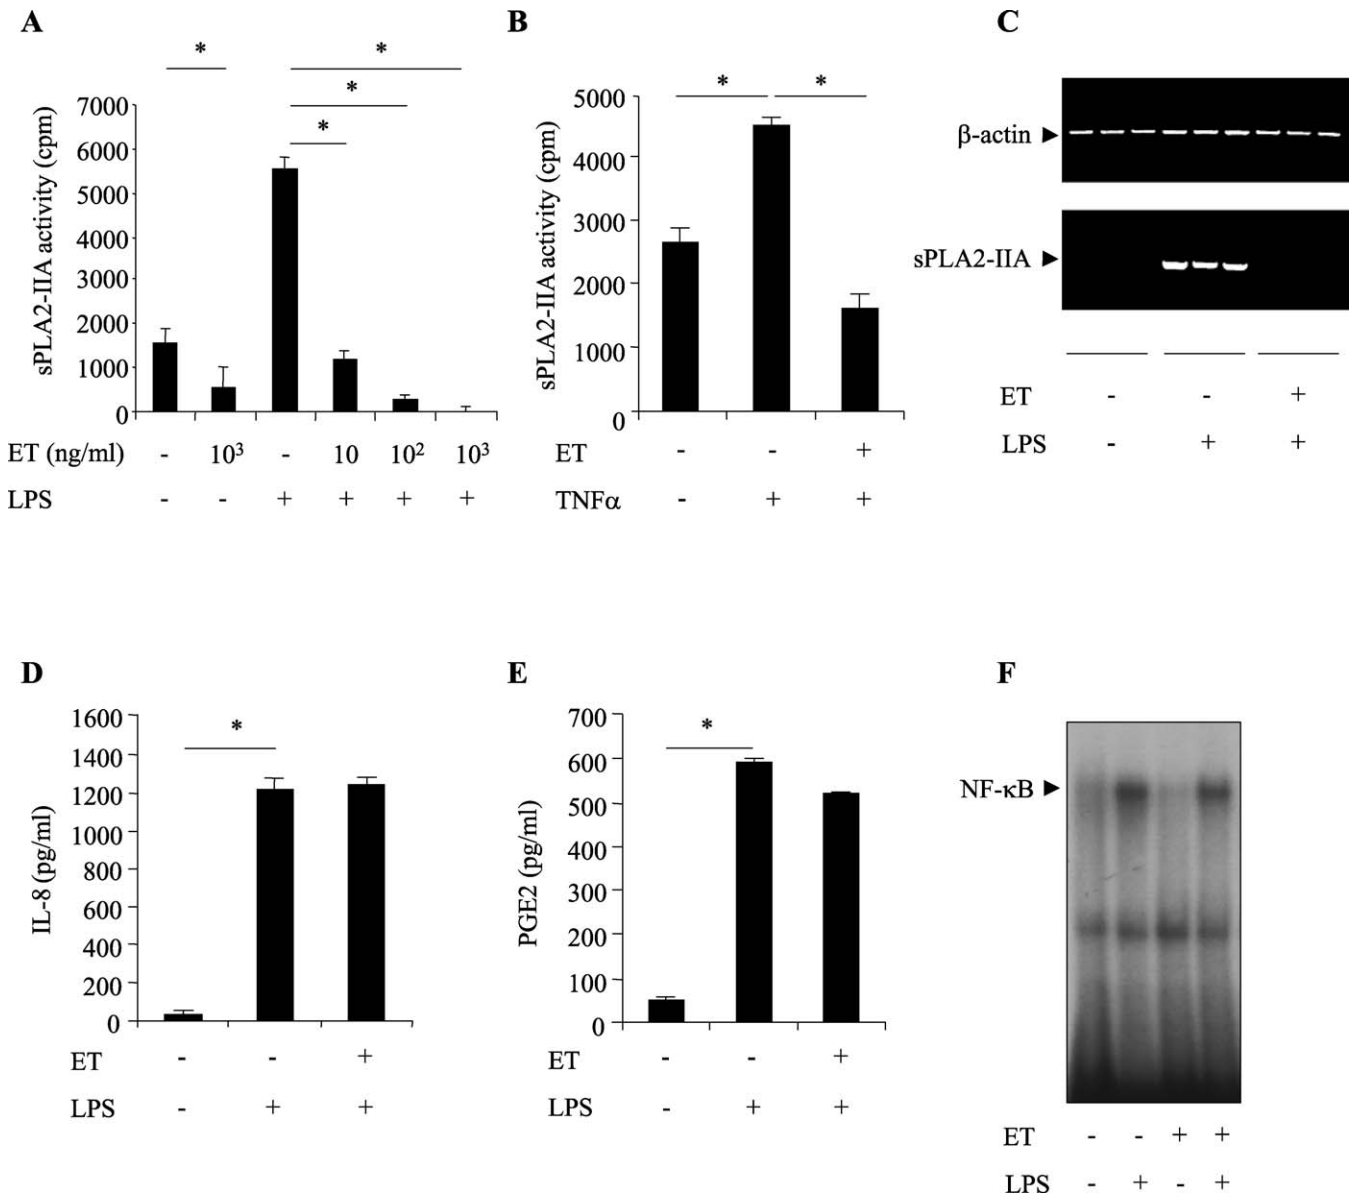 A
B
C
* * * *
sPLA2-IIA activity (cpm)
7000
6000
5000
4000
3000
2000
1000
0
ET (ng/ml) - 10³ - 10 10² 10³
LPS - - + + + +
* *
sPLA2-IIA activity (cpm)
5000
4000
3000
2000
1000
0
ET - - +
TNFα - + +
β-actin
sPLA2-IIA
ET - - +
LPS - + +
D
E
F
*
IL-8 (pg/ml)
1600
1400
1200
1000
800
600
400
200
0
ET - - +
LPS - + +
*
PGE2 (pg/ml)
700
600
500
400
300
200
100
0
ET - - +
LPS - + +
NF-κB
ET - - + +
LPS - + - +